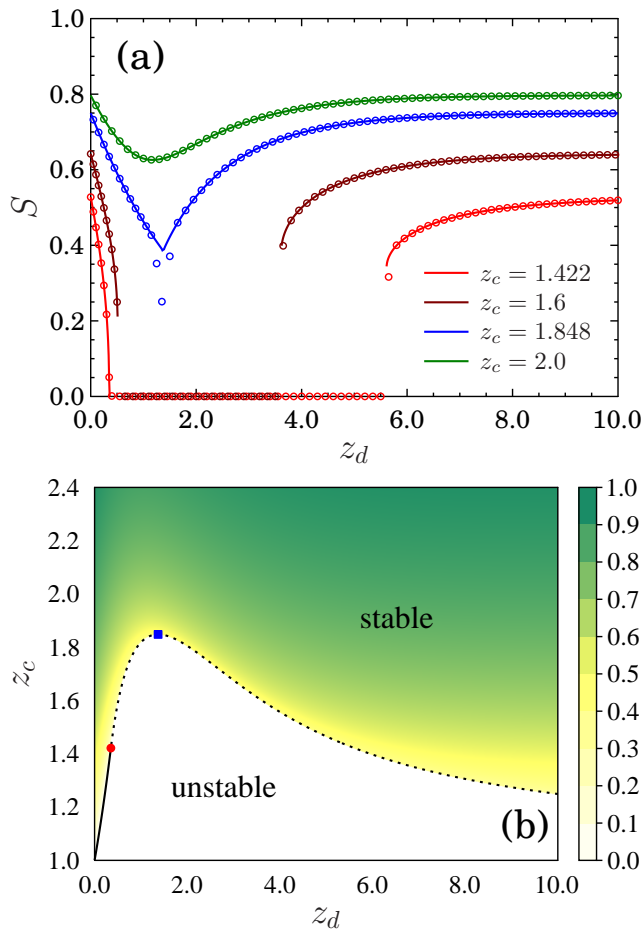 (a)
1.0
0.8
0.6
0.4
0.2
0.0
S
0.0 2.0 4.0 6.0 8.0 10.0
z_d
z_c = 1.422
z_c = 1.6
z_c = 1.848
z_c = 2.0
2.4
2.2
2.0
1.8
1.6
1.4
1.2
1.0
z_c
stable
unstable
(b)
0.0 2.0 4.0 6.0 8.0 10.0
z_d
1.0
0.9
0.8
0.7
0.6
0.5
0.4
0.3
0.2
0.1
0.0